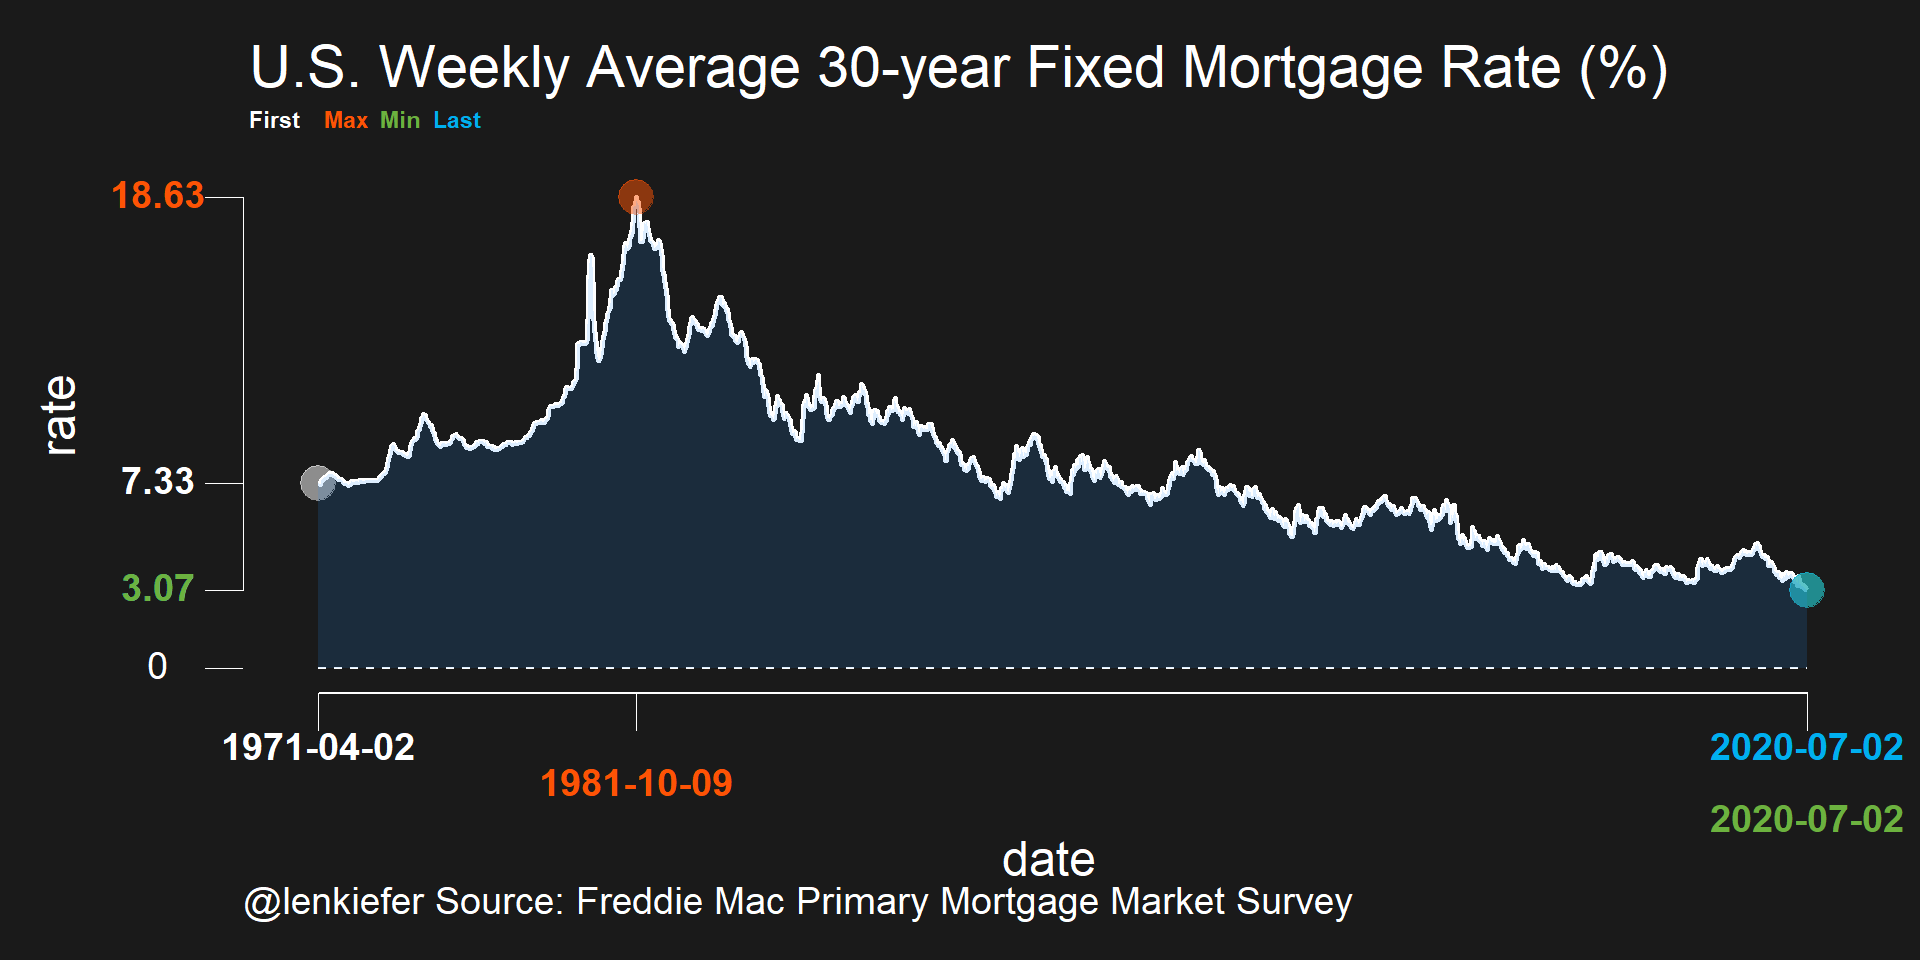 U.S. Weekly Average 30-year Fixed Mortgage Rate (%)
First Max Min Last
18.63
rate
7.33
3.07
0
1971-04-02
2020-07-02
1981-10-09
2020-07-02
date
@lenkiefer Source: Freddie Mac Primary Mortgage Market Survey